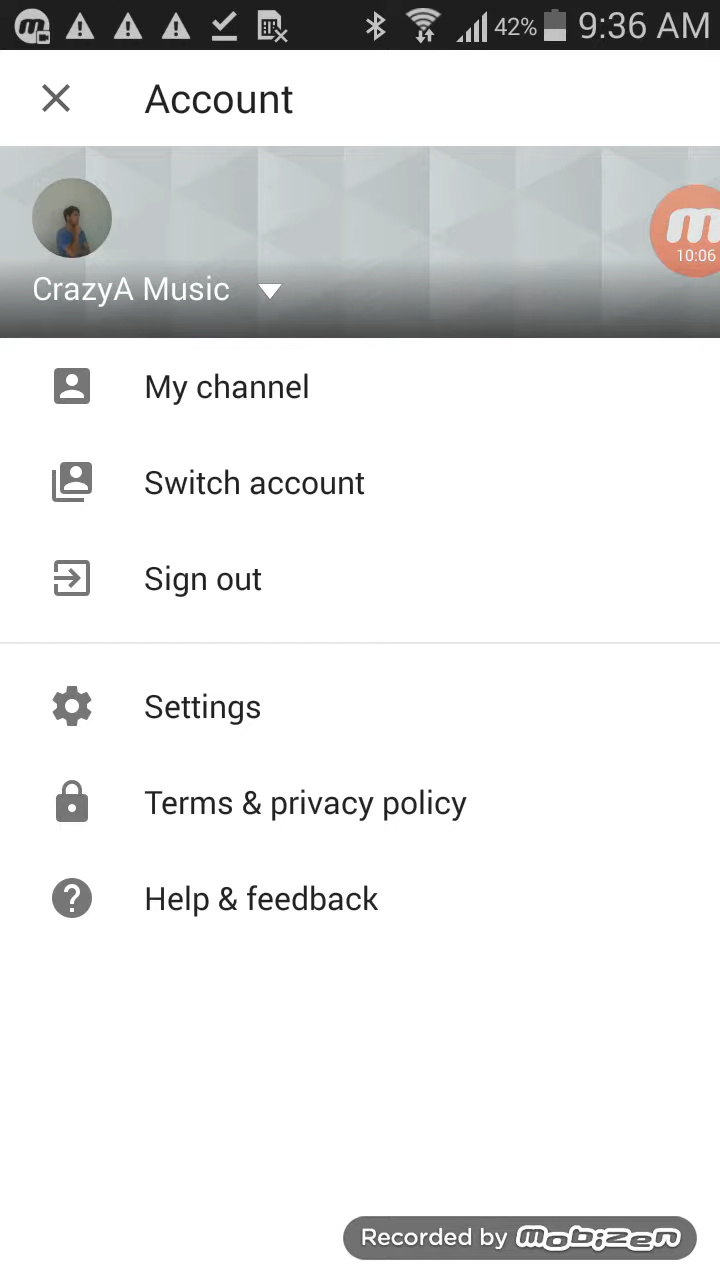 42% 9:36 AM
Account
m
10:06
CrazyA Music
My channel
Switch account
Sign out
Settings
Terms & privacy policy
Help & feedback
Recorded by mobizen